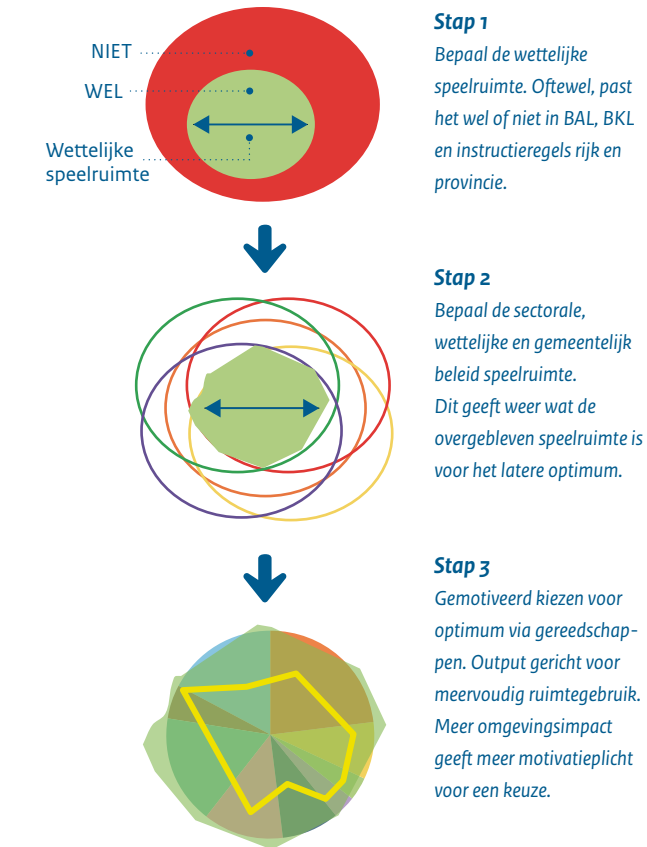 NIET
WEL
Wettelijke
speelruimte
Stap 1
Bepaal de wettelijke
speelruimte. Oftewel, past
het wel of niet in BAL, BKL
en instructieregels rijk en
provincie.
Stap 2
Bepaal de sectorale,
wettelijke en gemeentelijk
beleid speelruimte.
Dit geeft weer wat de
overgebleven speelruimte is
voor het latere optimum.
Stap 3
Gemotiveerd kiezen voor
optimum via gereedschap-
pen. Output gericht voor
meervoudig ruimtegebruik.
Meer omgevingsimpact
geeft meer motivatieplicht
voor een keuze.